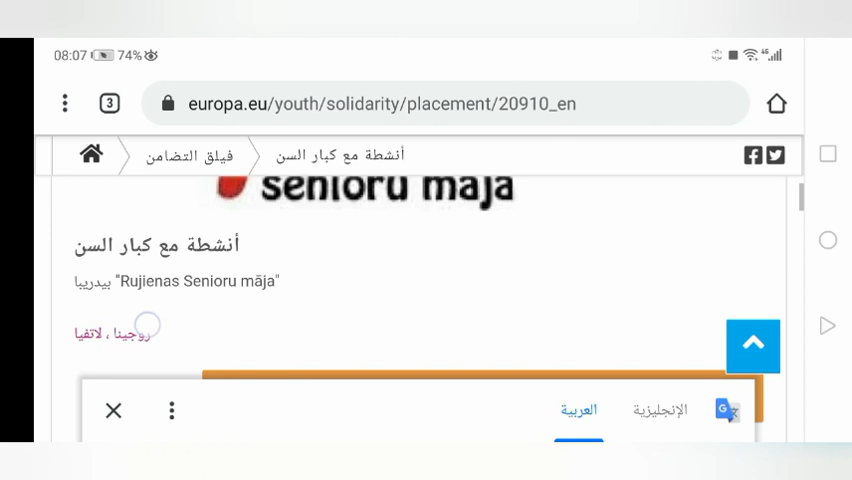 08:07 74%
3 europa.eu/youth/solidarity/placement/20910_en
فيلق التضامن أنشطة مع كبار السن
senioru māja
أنشطة مع كبار السن
بيدريبا "Rujienas Senioru māja"
روجينا ، لاتفيا
العربية الإنجليزية